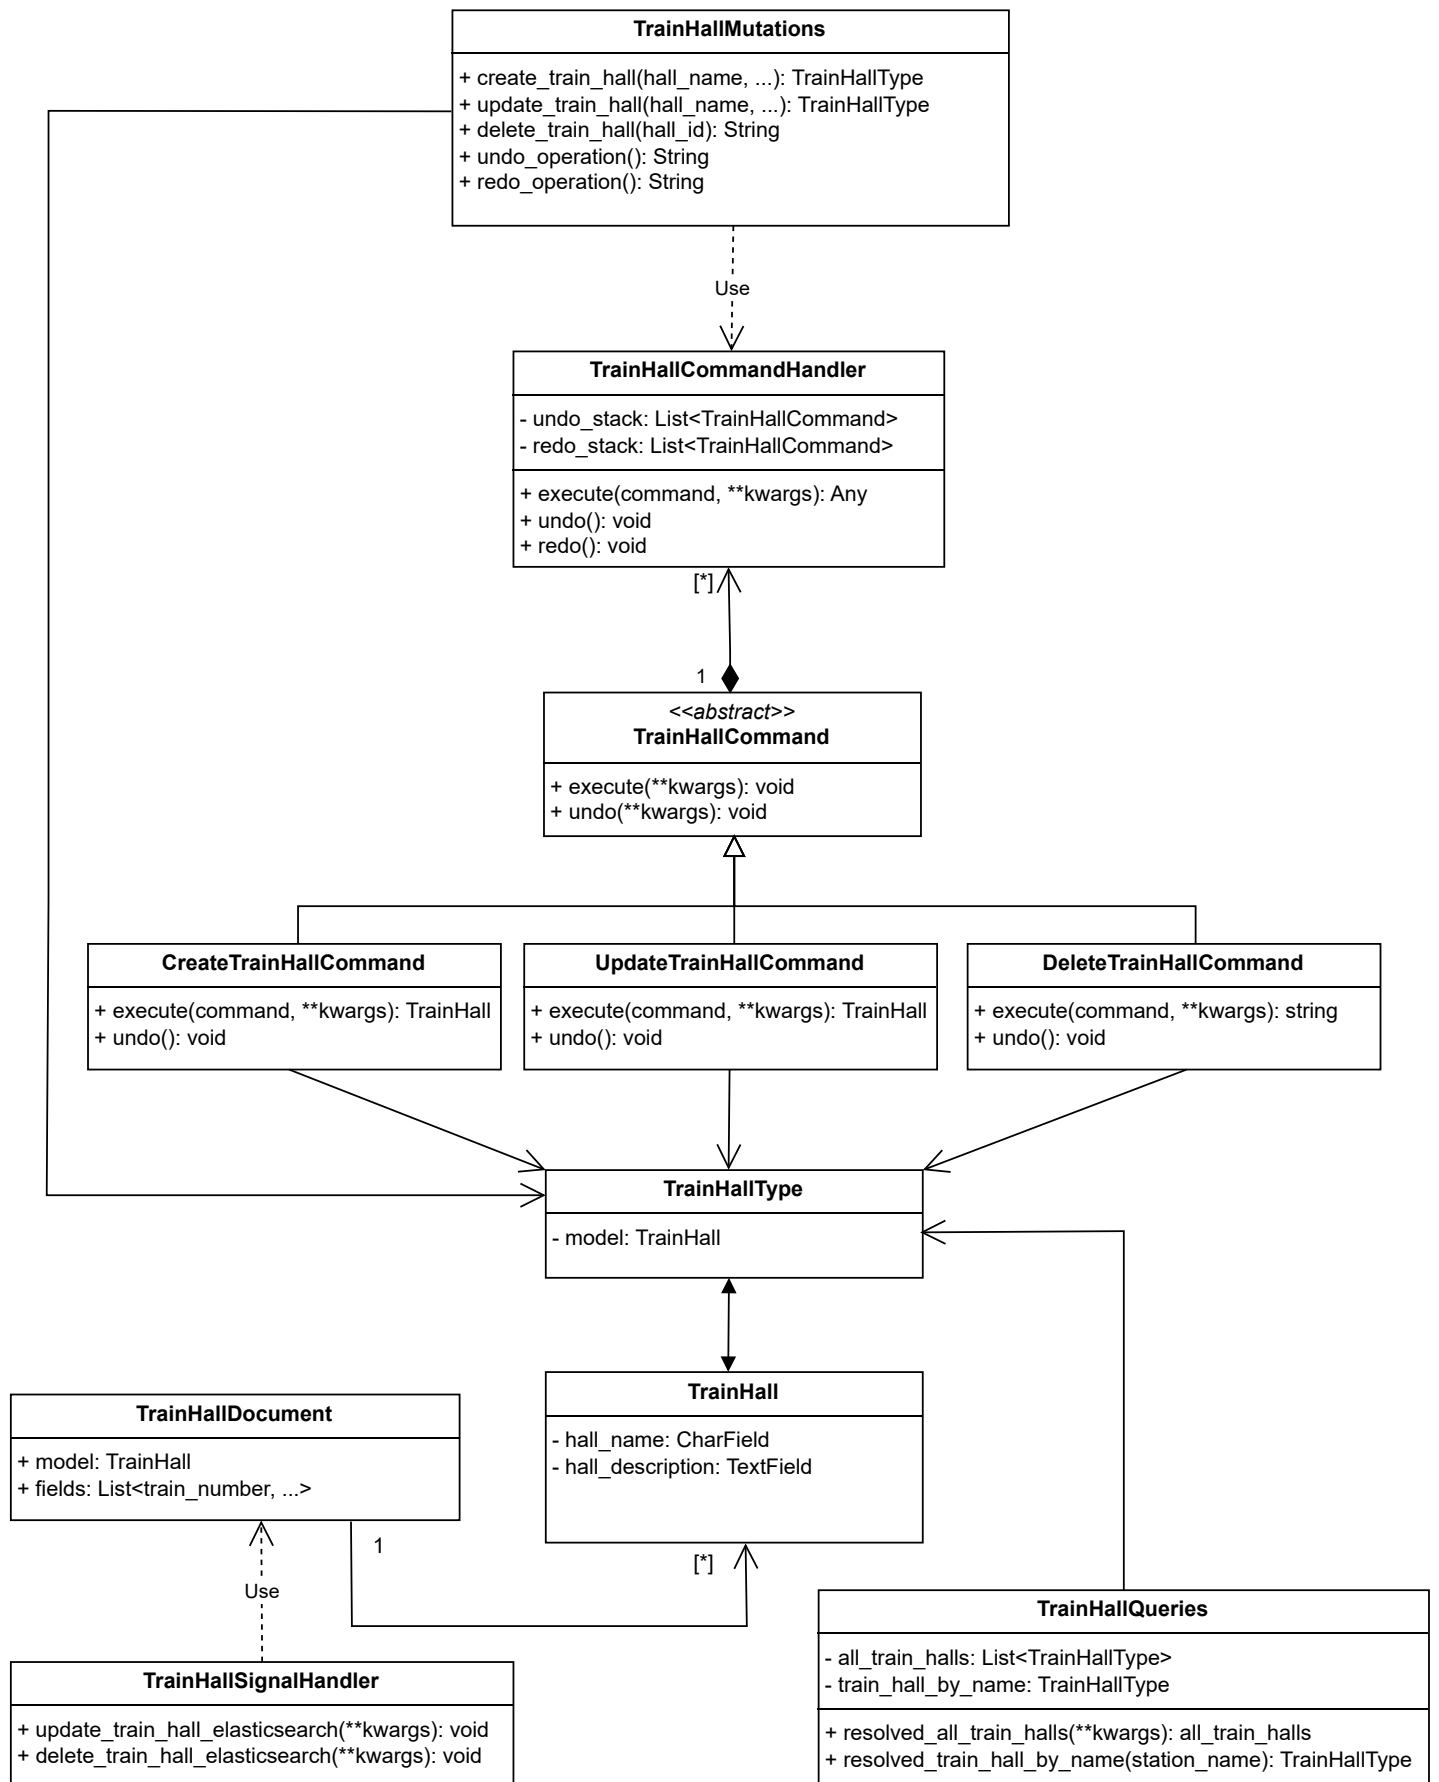 TrainHallMutations
+ create_train_hall(hall_name, ...): TrainHallType
+ update_train_hall(hall_name, ...): TrainHallType
+ delete_train_hall(hall_id): String
+ undo_operation(): String
+ redo_operation(): String
Use
TrainHallCommandHandler
- undo_stack: List<TrainHallCommand>
- redo_stack: List<TrainHallCommand>
+ execute(command, **kwargs): Any
+ undo(): void
+ redo(): void
[*]
1
<<abstract>>
TrainHallCommand
+ execute(**kwargs): void
+ undo(**kwargs): void
CreateTrainHallCommand
+ execute(command, **kwargs): TrainHall
+ undo(): void
UpdateTrainHallCommand
+ execute(command, **kwargs): TrainHall
+ undo(): void
DeleteTrainHallCommand
+ execute(command, **kwargs): string
+ undo(): void
TrainHallType
- model: TrainHall
TrainHall
- hall_name: CharField
- hall_description: TextField
TrainHallDocument
+ model: TrainHall
+ fields: List<train_number, ...>
1
[*]
Use
TrainHallSignalHandler
+ update_train_hall_elasticsearch(**kwargs): void
+ delete_train_hall_elasticsearch(**kwargs): void
TrainHallQueries
- all_train_halls: List<TrainHallType>
- train_hall_by_name: TrainHallType
+ resolved_all_train_halls(**kwargs): all_train_halls
+ resolved_train_hall_by_name(station_name): TrainHallType